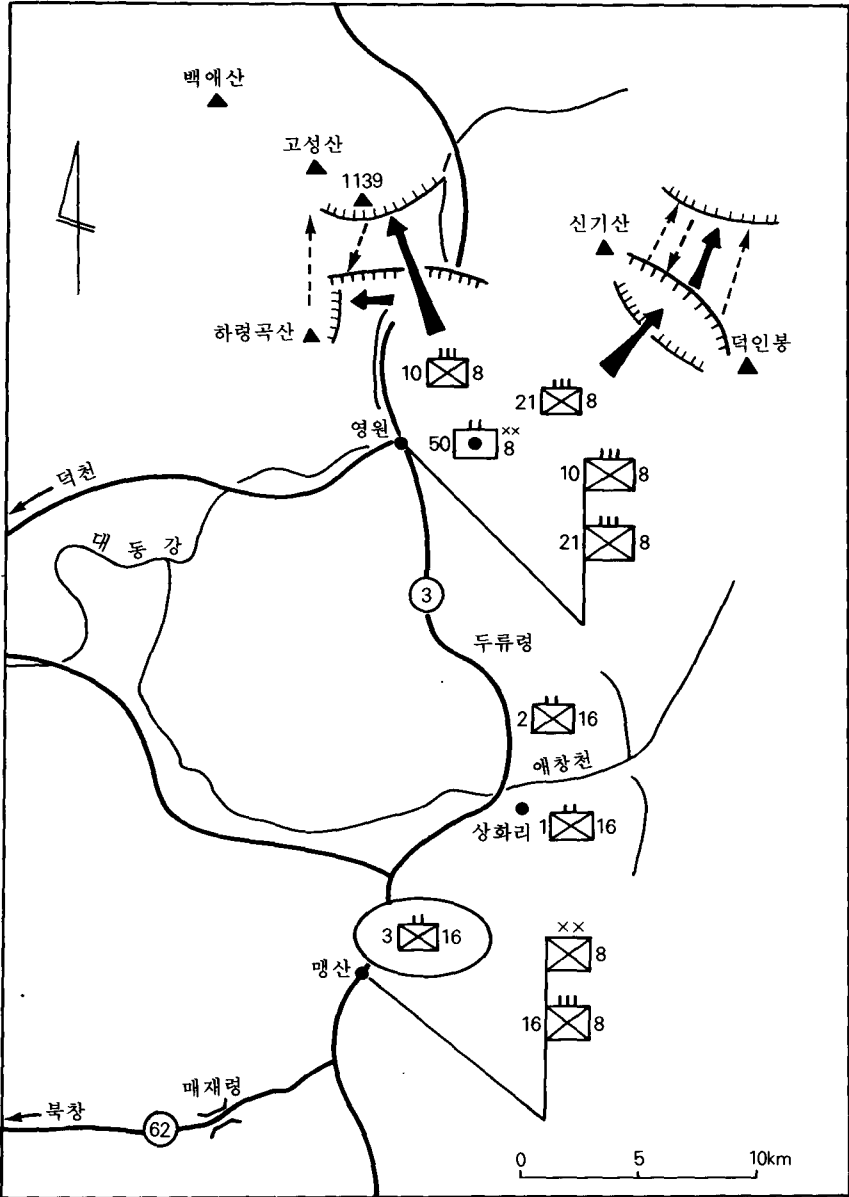 백애산
고성산
1139
신기산
하령곡산
덕인봉
10 8
21 8
영원
50 8
××
10 8
덕천
21 8
대동강
3
두류령
2 16
애창천
상화리
1 16
3 16
××
8
맹산
16 8
매재령
북창
62
0 5 10km